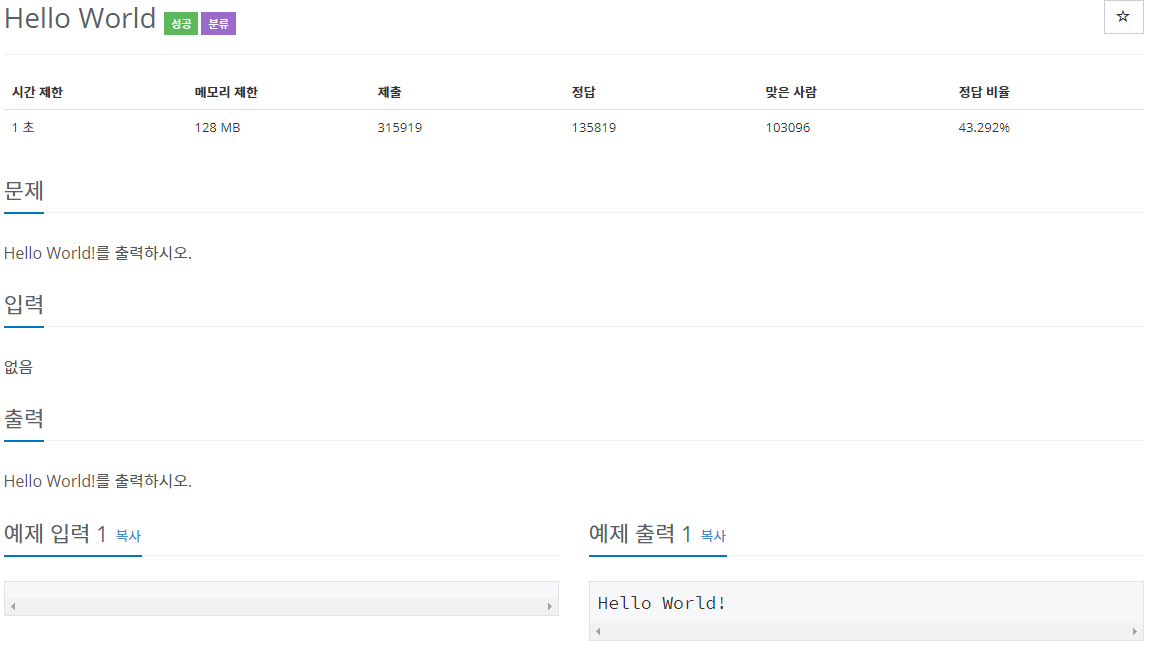 Hello World 성공 분류
☆
시간 제한 메모리 제한 제출 정답 맞은 사람 정답 비율
1 초 128 MB 315919 135819 103096 43.292%
문제
Hello World!를 출력하시오.
입력
없음
출력
Hello World!를 출력하시오.
예제 입력 1 복사
예제 출력 1 복사
Hello World!